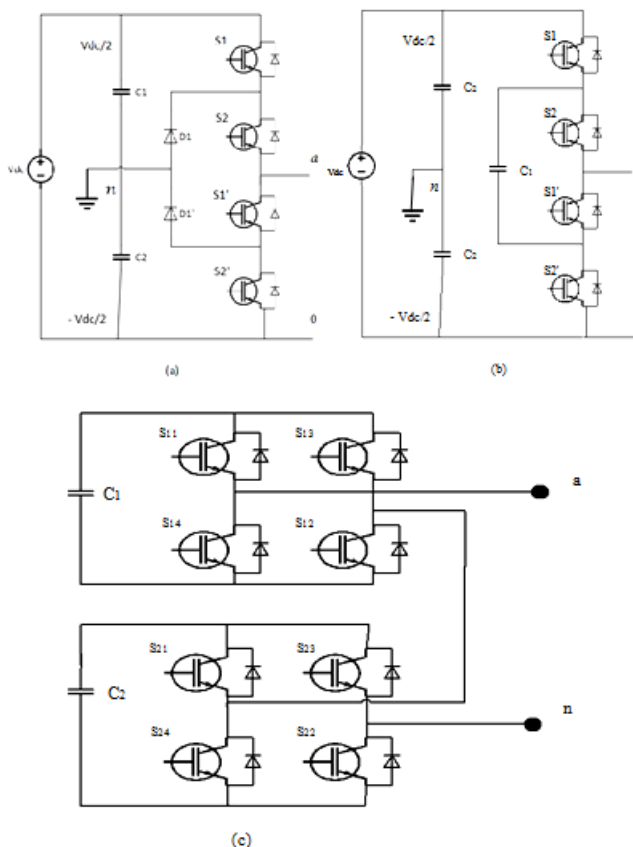 Vdc/2
S1
C1
S2
D1
a
Vdc
n
S1'
D1'
C2
S2'
- Vdc/2
0
(a)
Vdc/2
S1
C2
S2
C1
Vdc
n
S1'
C2
S2'
- Vdc/2
(b)
S11
S13
C1
a
S14
S12
S21
S23
C2
n
S24
S22
(c)